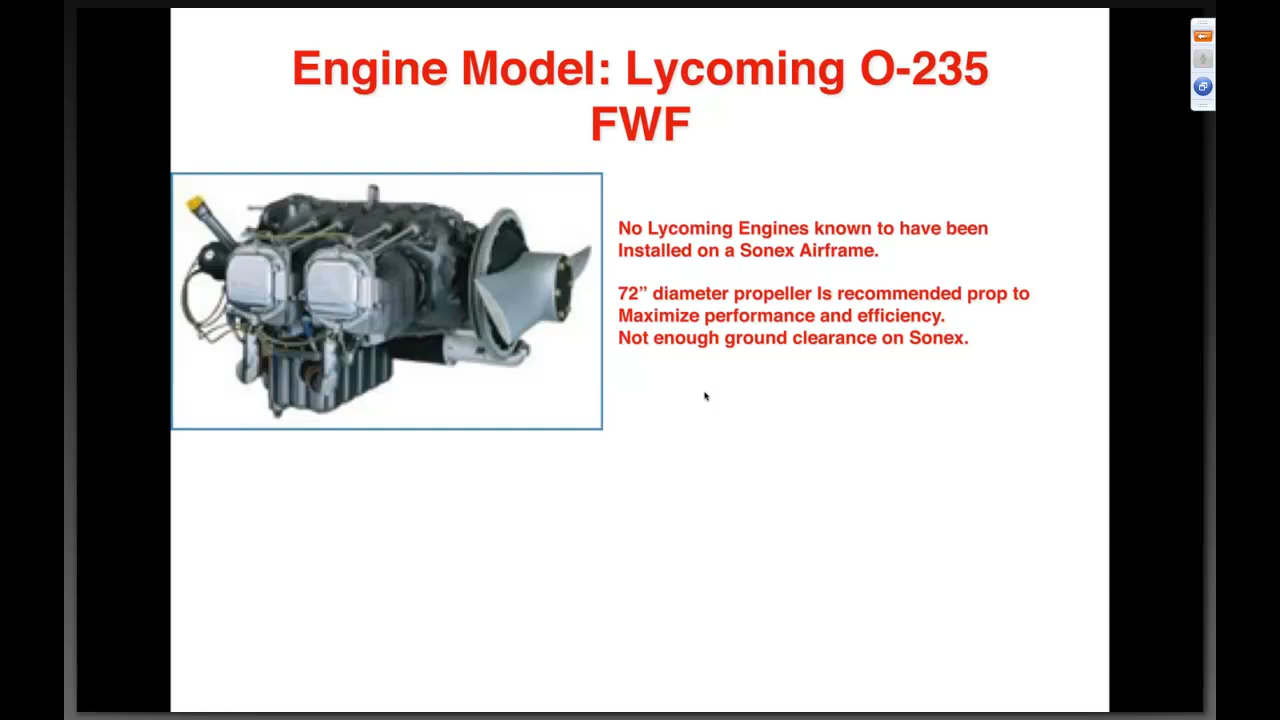 Engine Model: Lycoming O-235
FWF
No Lycoming Engines known to have been
Installed on a Sonex Airframe.
72” diameter propeller Is recommended prop to
Maximize performance and efficiency.
Not enough ground clearance on Sonex.